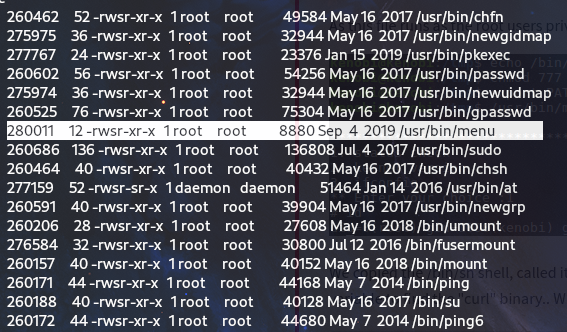 260462 52 -rwsr-xr-x 1 root root 49584 May 16 2017 /usr/bin/chfn
275975 36 -rwsr-xr-x 1 root root 32944 May 16 2017 /usr/bin/newgidmap
277767 24 -rwsr-xr-x 1 root root 23376 Jan 15 2019 /usr/bin/pkexec
260602 56 -rwsr-xr-x 1 root root 54256 May 16 2017 /usr/bin/passwd
275974 36 -rwsr-xr-x 1 root root 32944 May 16 2017 /usr/bin/newuidmap
260525 76 -rwsr-xr-x 1 root root 75304 May 16 2017 /usr/bin/gpasswd
280011 12 -rwsr-xr-x 1 root root 8880 Sep 4 2019 /usr/bin/menu
260686 136 -rwsr-xr-x 1 root root 136808 Jul 4 2017 /usr/bin/sudo
260464 40 -rwsr-xr-x 1 root root 40432 May 16 2017 /usr/bin/chsh
277159 52 -rwsr-sr-x 1 daemon daemon 51464 Jan 14 2016 /usr/bin/at
260591 40 -rwsr-xr-x 1 root root 39904 May 16 2017 /usr/bin/newgrp
260206 28 -rwsr-xr-x 1 root root 27608 May 16 2018 /bin/umount
276584 32 -rwsr-xr-x 1 root root 30800 Jul 12 2016 /bin/fusermount
260157 40 -rwsr-xr-x 1 root root 40152 May 16 2018 /bin/mount
260171 44 -rwsr-xr-x 1 root root 44168 May 7 2014 /bin/ping
260188 40 -rwsr-xr-x 1 root root 40128 May 16 2017 /bin/su
260172 44 -rwsr-xr-x 1 root root 44680 May 7 2014 /bin/ping6